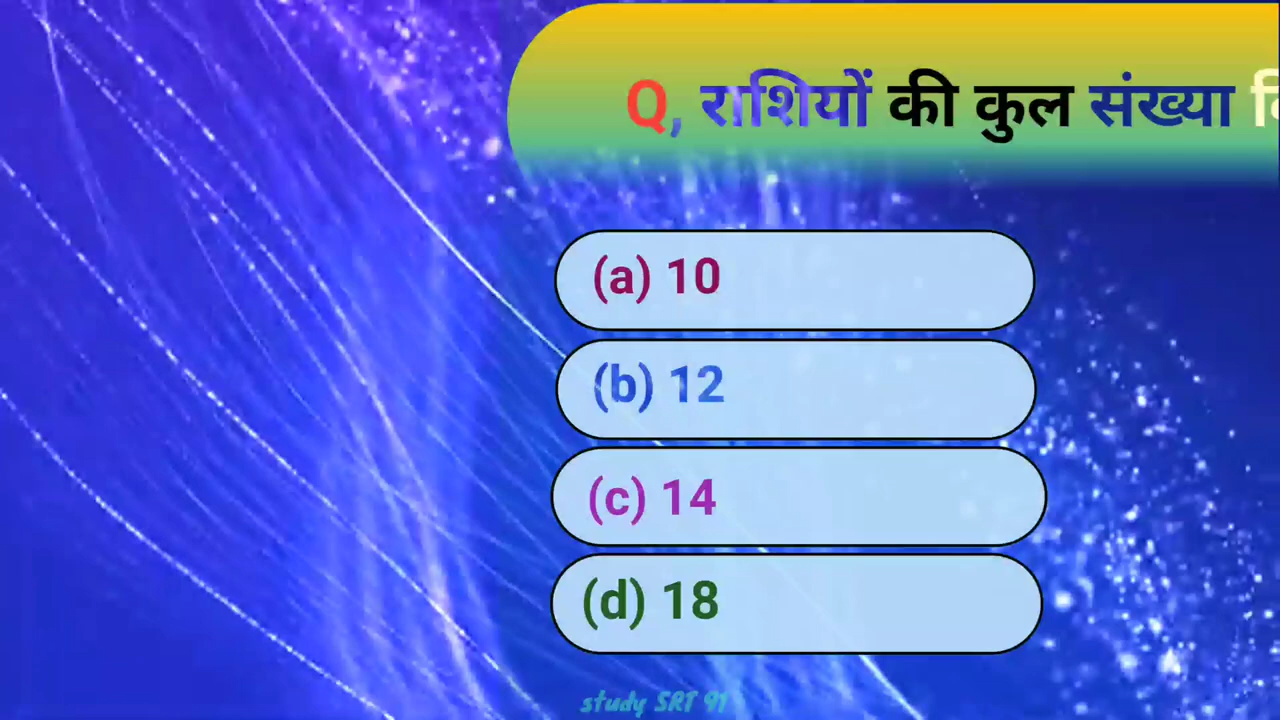 Q, राशियों की कुल संख्या
(a) 10
(b) 12
(c) 14
(d) 18
study SRT 91